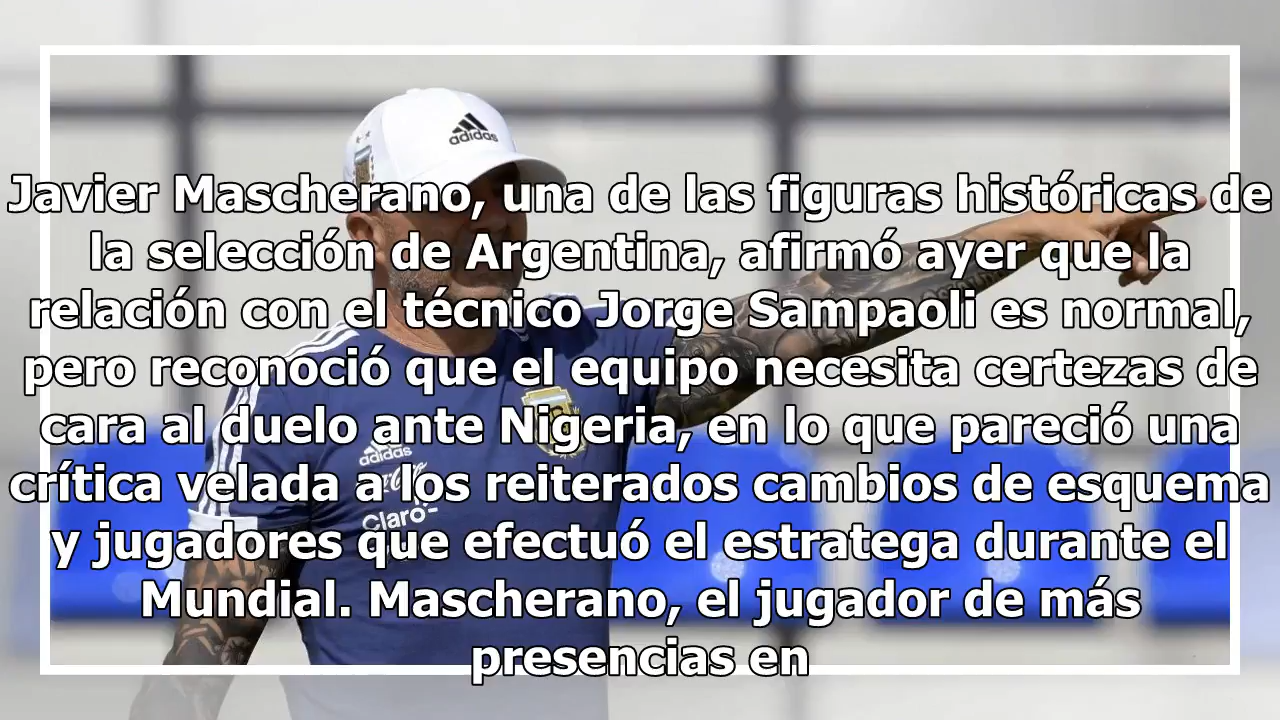 adidas
Javier Mascherano, una de las figuras históricas de
la selección de Argentina, afirmó ayer que la
relación con el técnico Jorge Sampaoli es normal,
pero reconoció que el equipo necesita certezas de
cara al duelo ante Nigeria, en lo que pareció una
crítica velada a los reiterados cambios de esquema
y jugadores que efectuó el estratega durante el
Mundial. Mascherano, el jugador de más
presencias en
adidas
Claro